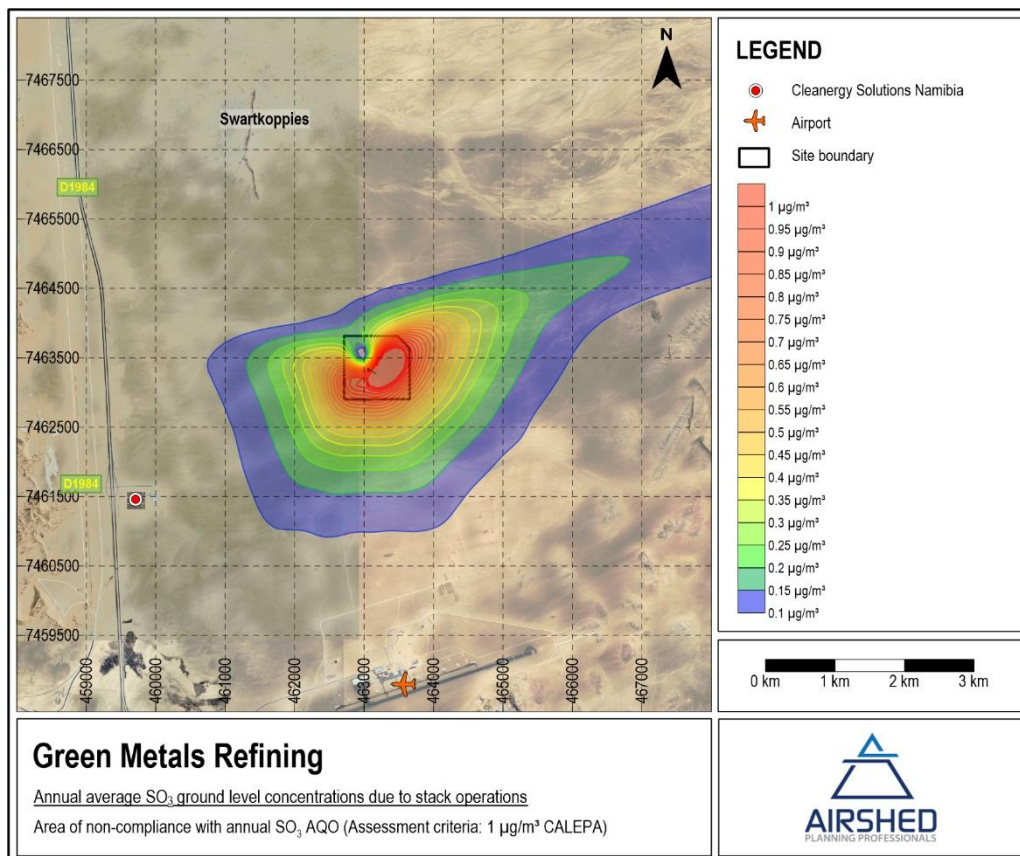 7467500
7466500
7465500
7464500
7463500
7462500
7461500
7460500
7459500
459000
460000
461000
462000
463000
464000
465000
466000
467000
N
Swartkoppies
D1984
D1984
LEGEND
Cleanergy Solutions Namibia
Airport
Site boundary
1 µg/m³
0.95 µg/m³
0.9 µg/m³
0.85 µg/m³
0.8 µg/m³
0.75 µg/m³
0.7 µg/m³
0.65 µg/m³
0.6 µg/m³
0.55 µg/m³
0.5 µg/m³
0.45 µg/m³
0.4 µg/m³
0.35 µg/m³
0.3 µg/m³
0.25 µg/m³
0.2 µg/m³
0.15 µg/m³
0.1 µg/m³
0 km 1 km 2 km 3 km
Green Metals Refining
Annual average SO₃ ground level concentrations due to stack operations
Area of non-compliance with annual SO₃ AQO (Assessment criteria: 1 µg/m³ CALEPA)
AIRSHED
PLANNING PROFESSIONALS